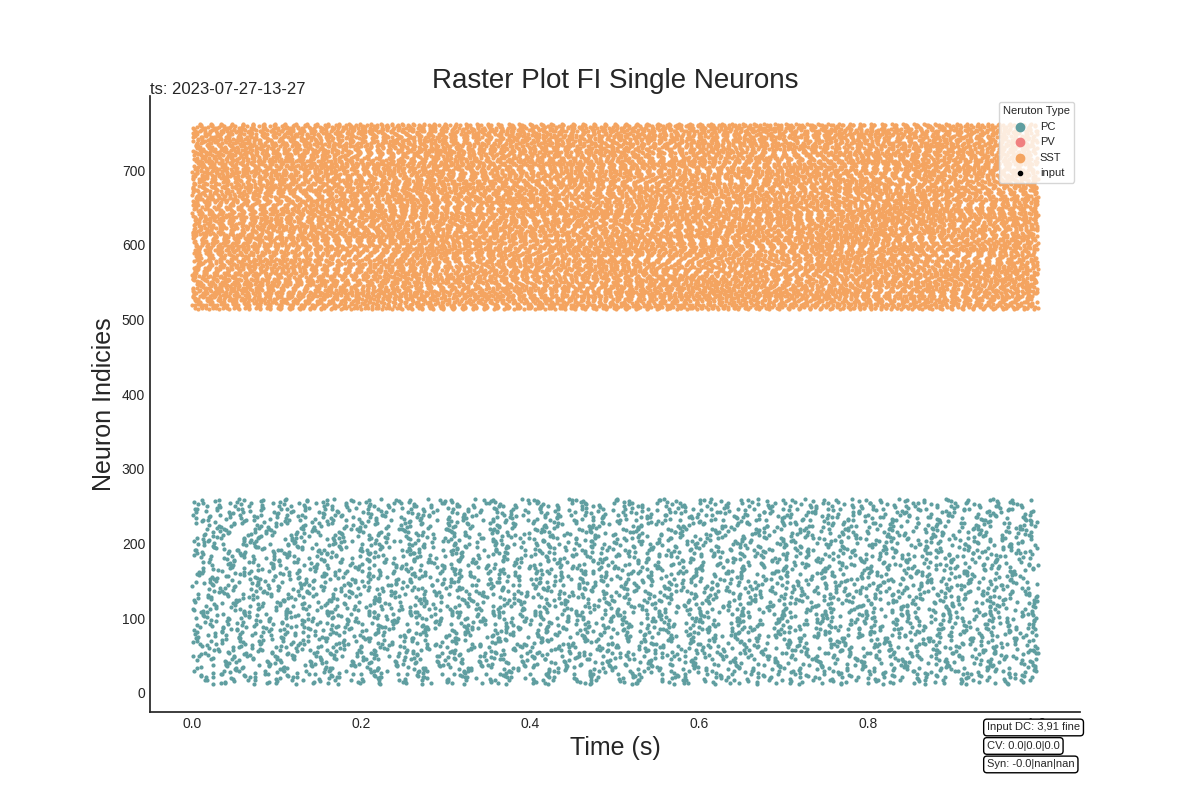 Raster Plot FI Single Neurons
ts: 2023-07-27-13-27
Neruton Type
PC
PV
SST
input
Neuron Indicies
700
600
500
400
300
200
100
0
0.0 0.2 0.4 0.6 0.8
Time (s)
Input DC: 3,91 fine
CV: 0.0|0.0|0.0
Syn: -0.0|nan|nan